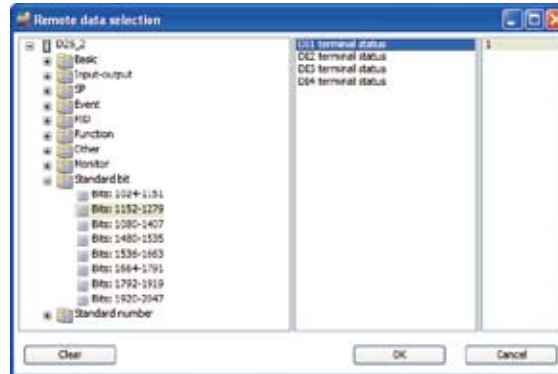 Remote data selection
D25_2
Basic
Input-output
SP
Event
PID
Function
Other
Monitor
Standard bit
Bits: 1024-1151
Bits: 1152-1279
Bits: 1280-1407
Bits: 1480-1535
Bits: 1536-1663
Bits: 1664-1791
Bits: 1792-1919
Bits: 1920-2047
Standard number
DI1 terminal status
DI2 terminal status
DI3 terminal status
DI4 terminal status
1
Clear
OK
Cancel